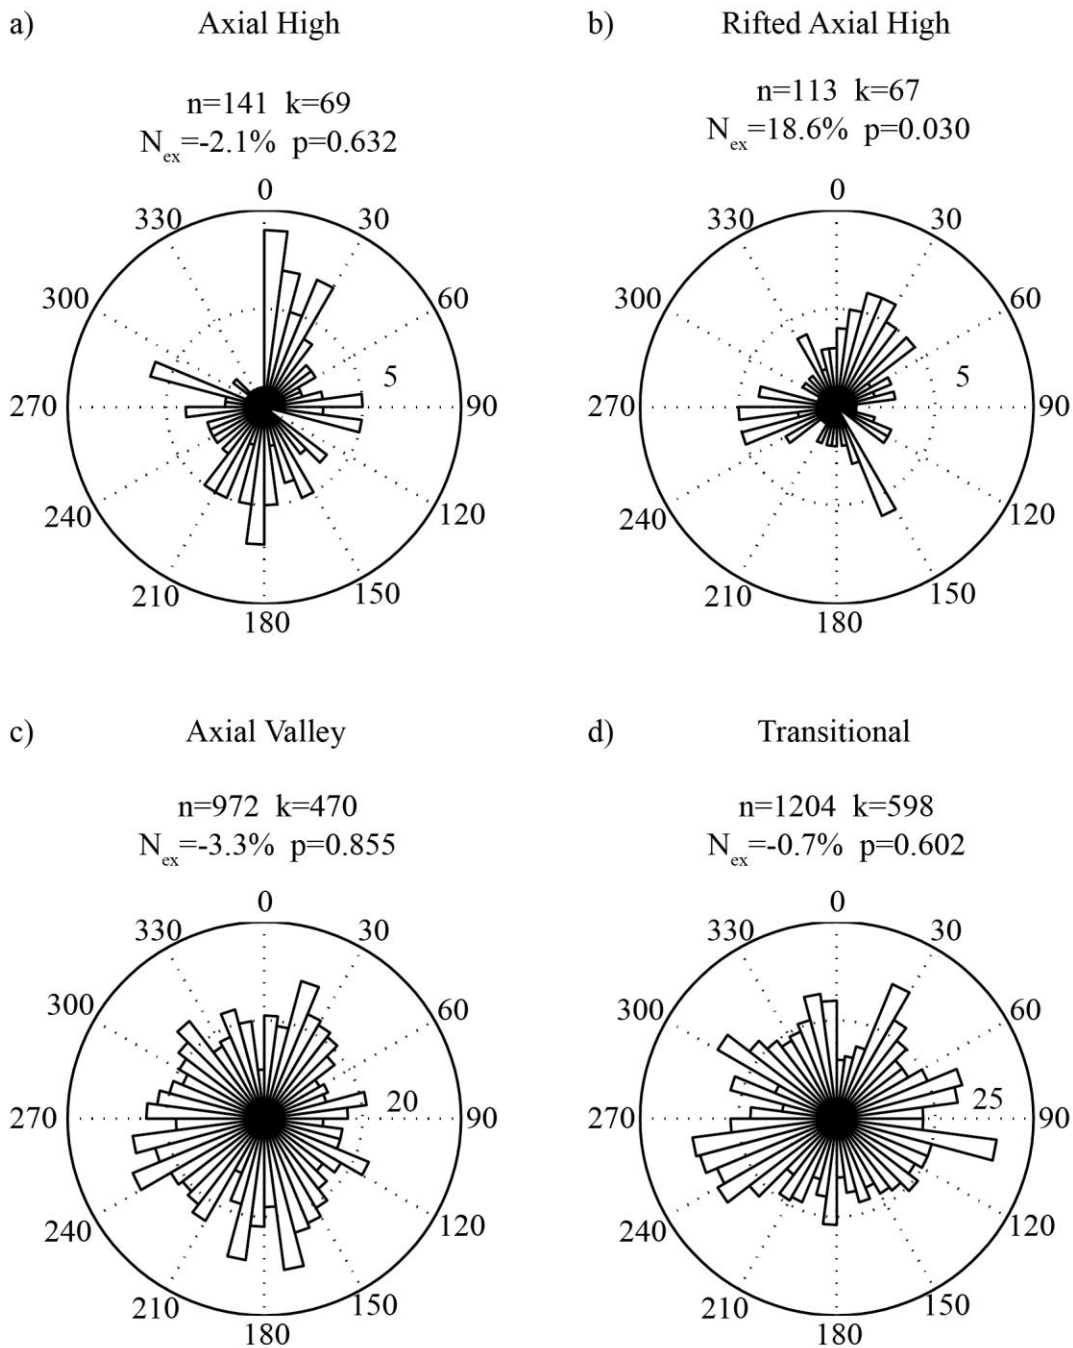 a) Axial High
n=141 k=69
Nex=-2.1% p=0.632
0
330 30
300 60
5
270 90
240 120
210 150
180
b) Rifted Axial High
n=113 k=67
Nex=18.6% p=0.030
0
330 30
300 60
5
270 90
240 120
210 150
180
c) Axial Valley
n=972 k=470
Nex=-3.3% p=0.855
0
330 30
300 60
20
270 90
240 120
210 150
180
d) Transitional
n=1204 k=598
Nex=-0.7% p=0.602
0
330 30
300 60
25
270 90
240 120
210 150
180